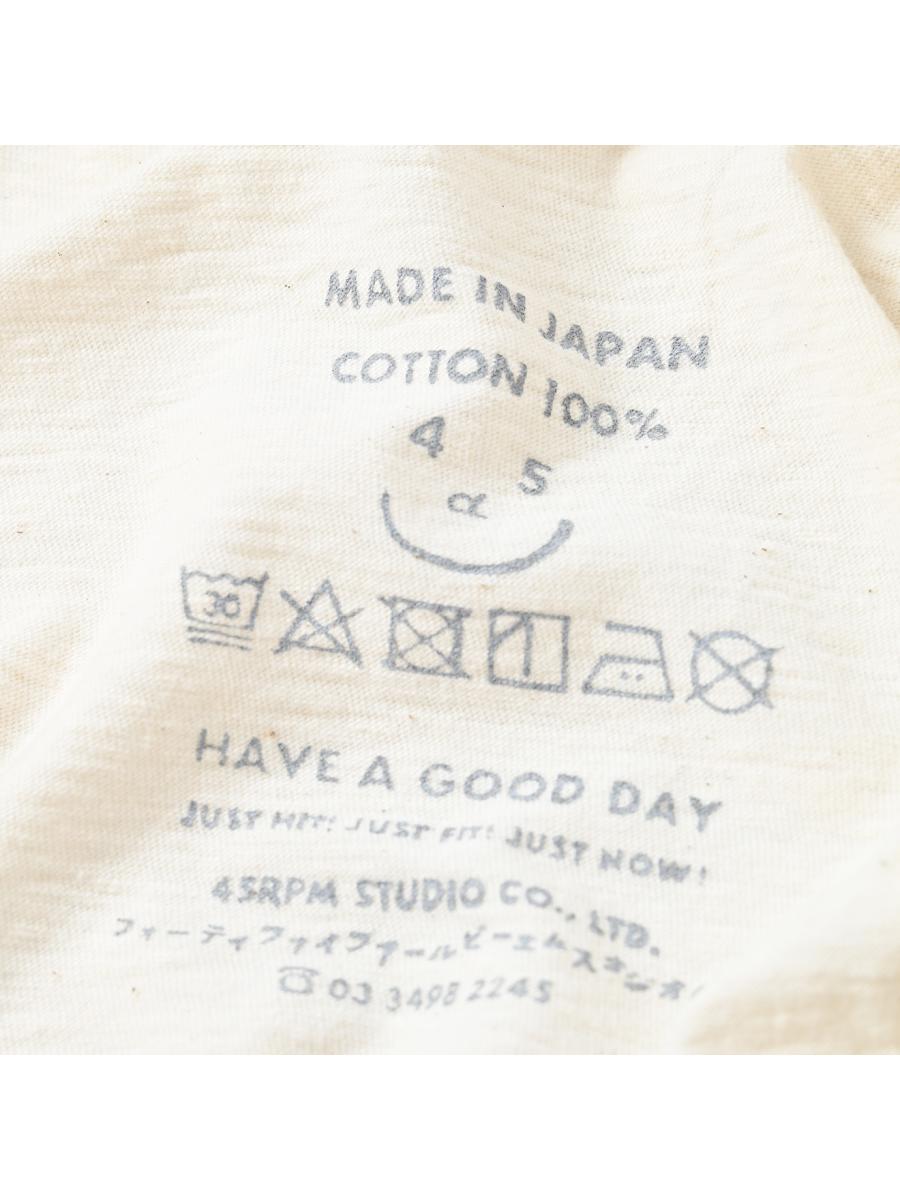 MADE IN JAPAN
COTTON 100%
4 5
α
30
HAVE A GOOD DAY
JUST HIT! JUST FIT! JUST NOW!
45RPM STUDIO CO., LTD.
フォーティファイブアールピーエムスタジオ
☎ 03 3498 2245